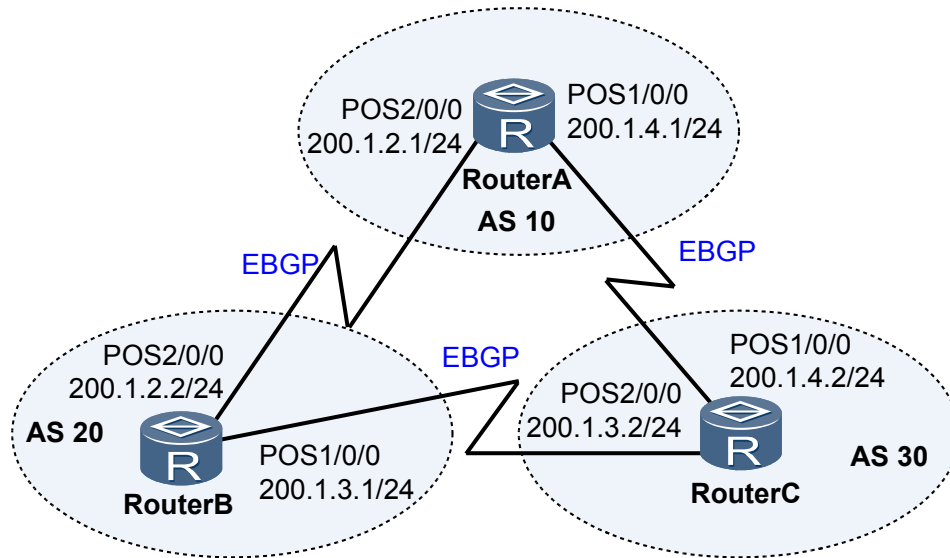 POS2/0/0
200.1.2.1/24
POS1/0/0
200.1.4.1/24
R
RouterA
AS 10
EBGP
EBGP
POS2/0/0
200.1.2.2/24
EBGP
POS1/0/0
200.1.4.2/24
POS2/0/0
200.1.3.2/24
AS 20
R
POS1/0/0
200.1.3.1/24
RouterB
R
RouterC
AS 30